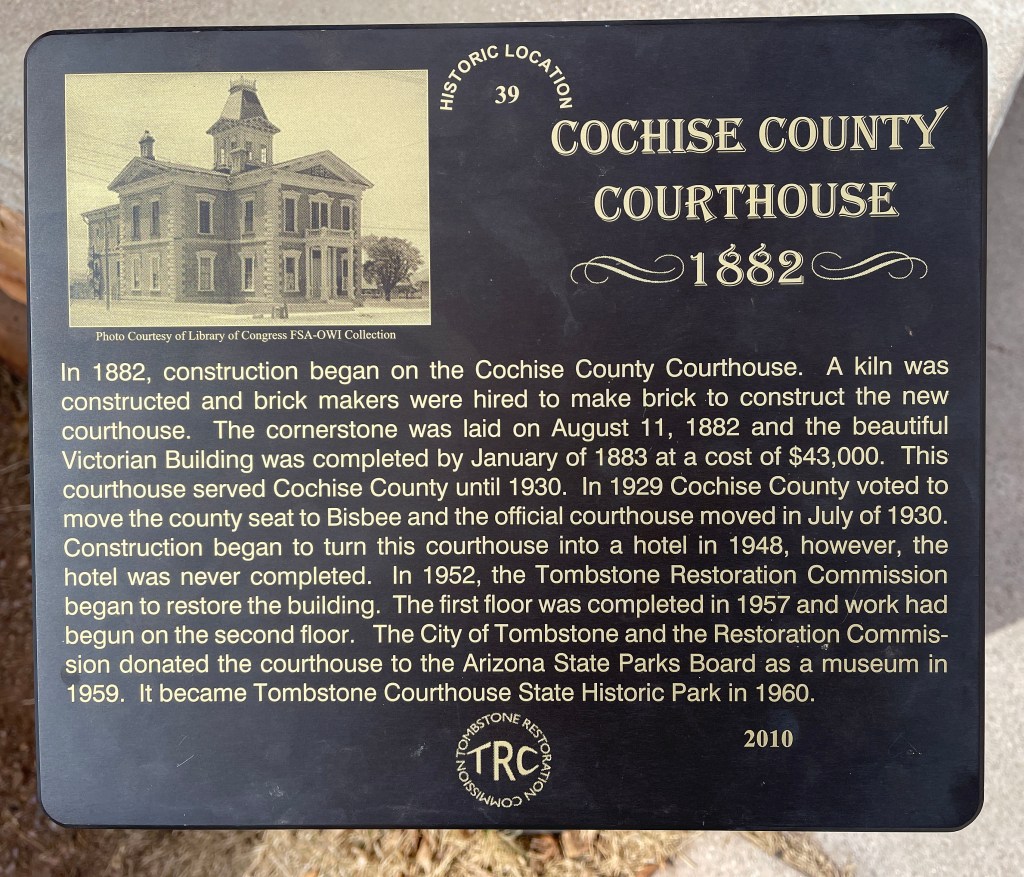 HISTORIC LOCATION
39
COCHISE COUNTY
COURTHOUSE
1882
Photo Courtesy of Library of Congress FSA-OWI Collection
In 1882, construction began on the Cochise County Courthouse. A kiln was
constructed and brick makers were hired to make brick to construct the new
courthouse. The cornerstone was laid on August 11, 1882 and the beautiful
Victorian Building was completed by January of 1883 at a cost of $43,000. This
courthouse served Cochise County until 1930. In 1929 Cochise County voted to
move the county seat to Bisbee and the official courthouse moved in July of 1930.
Construction began to turn this courthouse into a hotel in 1948, however, the
hotel was never completed. In 1952, the Tombstone Restoration Commission
began to restore the building. The first floor was completed in 1957 and work had
begun on the second floor. The City of Tombstone and the Restoration Commis-
sion donated the courthouse to the Arizona State Parks Board as a museum in
1959. It became Tombstone Courthouse State Historic Park in 1960.
TOMBSTONE RESTORATION COMMISSION
TRC
2010